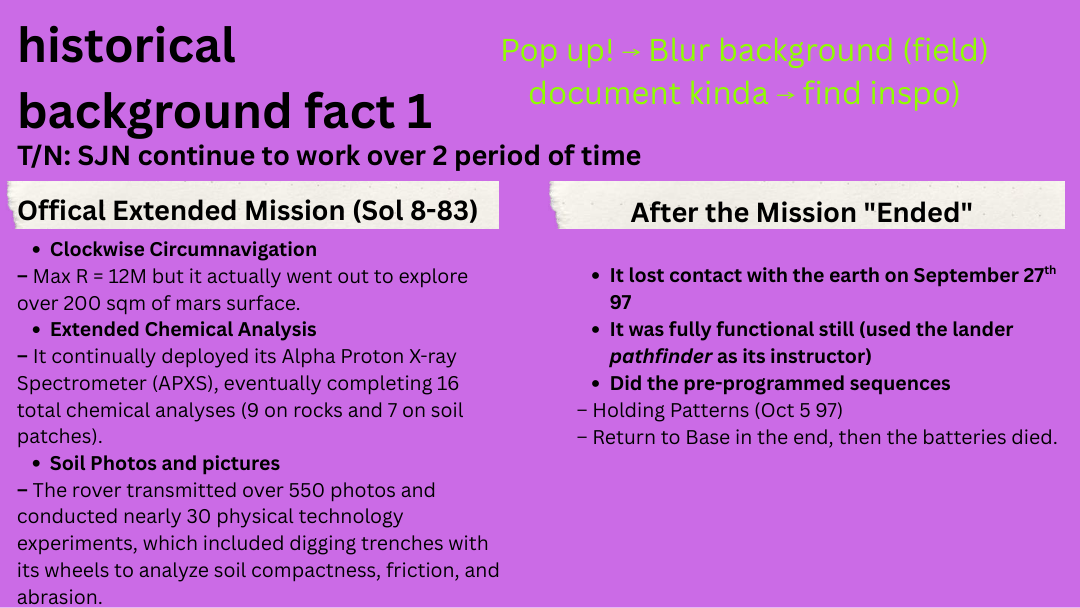 historical
background fact 1
Pop up! → Blur background (field)
document kinda → find inspo)
T/N: SJN continue to work over 2 period of time
Offical Extended Mission (Sol 8-83)
• Clockwise Circumnavigation
– Max R = 12M but it actually went out to explore
over 200 sqm of mars surface.
• Extended Chemical Analysis
– It continually deployed its Alpha Proton X-ray
Spectrometer (APXS), eventually completing 16
total chemical analyses (9 on rocks and 7 on soil
patches).
• Soil Photos and pictures
– The rover transmitted over 550 photos and
conducted nearly 30 physical technology
experiments, which included digging trenches with
its wheels to analyze soil compactness, friction, and
abrasion.
After the Mission "Ended"
• It lost contact with the earth on September 27th
97
• It was fully functional still (used the lander
pathfinder as its instructor)
• Did the pre-programmed sequences
– Holding Patterns (Oct 5 97)
– Return to Base in the end, then the batteries died.